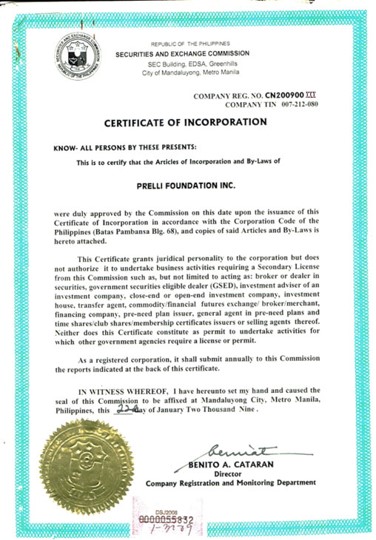 REPUBLIC OF THE PHILIPPINES
SECURITIES AND EXCHANGE COMMISSION
SEC Building, EDSA, Greenhills
City of Mandaluyong, Metro Manila
COMPANY REG. NO. CN200900
COMPANY TIN 007-212-080
CERTIFICATE OF INCORPORATION
KNOW- ALL PERSONS BY THESE PRESENTS:
This is to certify that the Articles of Incorporation and By-Laws of
PRELLI FOUNDATION INC.
were duly approved by the Commission on this date upon the issuance of this
Certificate of Incorporation in accordance with the Corporation Code of the
Philippines (Batas Pambansa Blg. 68), and copies of said Articles and By-Laws is
hereto attached.
This Certificate grants juridical personality to the corporation but does
not authorize it to undertake business activities requiring a Secondary License
from this Commission such as, but not limited to acting as: broker or dealer in
securities, government securities eligible dealer (GSED), investment adviser of an
investment company, close-end or open-end investment company, investment
house, transfer agent, commodity/financial futures exchange/ broker/merchant,
financing company, pre-need plan issuer, general agent in pre-need plans and
time shares/club shares/membership certificates issuers or selling agents thereof.
Neither does this Certificate constitute as permit to undertake activities for
which other government agencies require a license or permit.
As a registered corporation, it shall submit annually to this Commission
the reports indicated at the back of this certificate.
IN WITNESS WHEREOF, I have hereunto set my hand and caused the
seal of this Commission to be affixed at Mandaluyong City, Metro Manila,
Philippines, this day of January Two Thousand Nine .
BENITO A. CATARAN
Director
Company Registration and Monitoring Department
0000055832